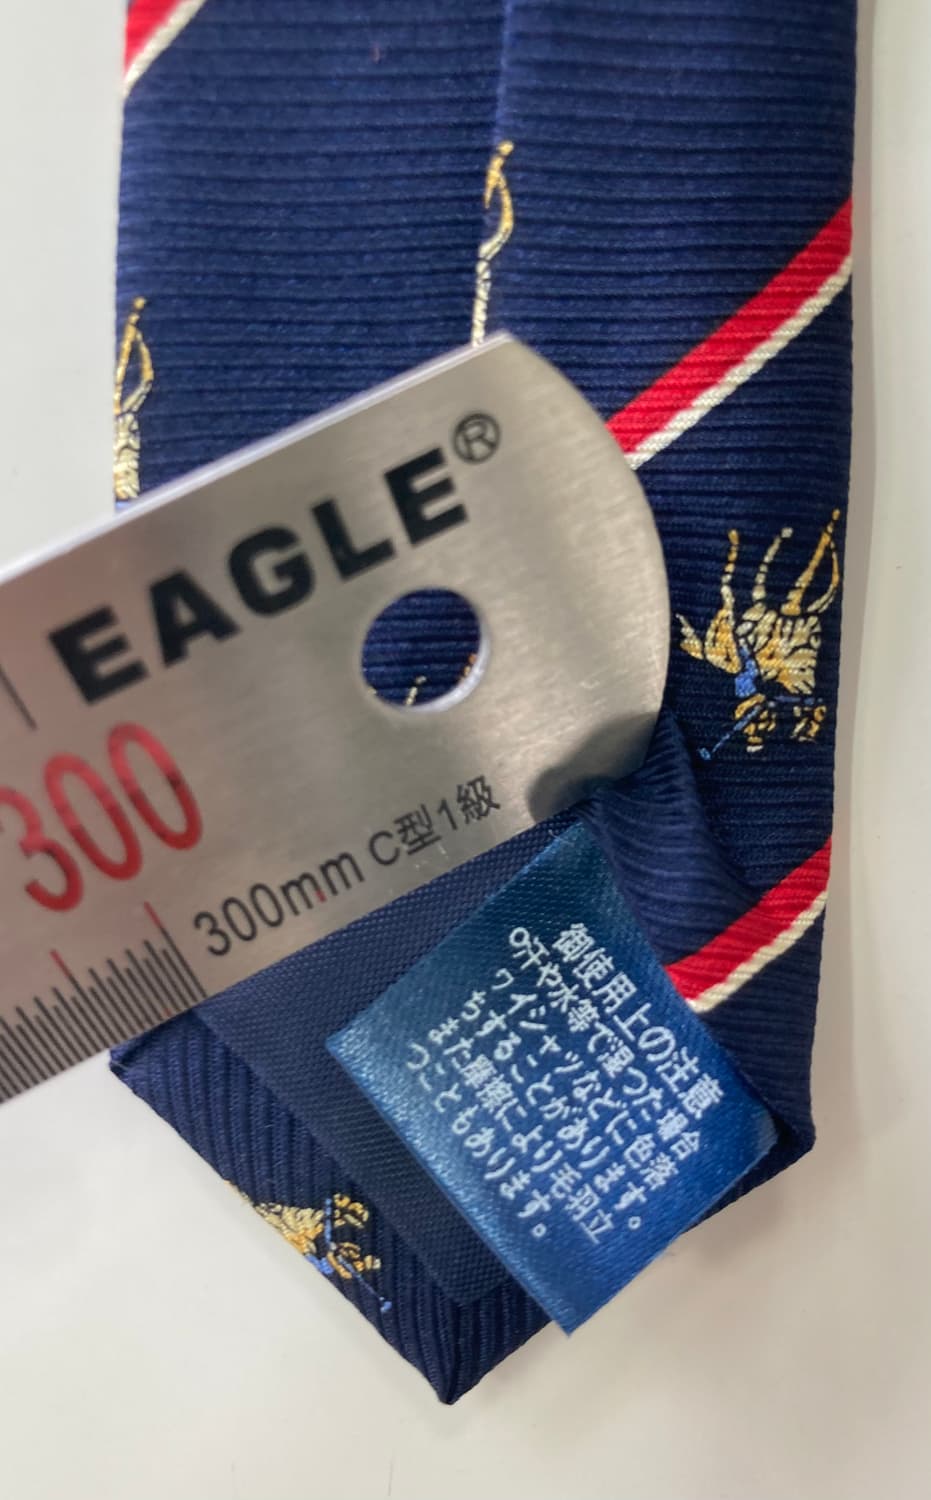 EAGLE®
300
300mm C型1級
御使用上の注意
○汗や水等で湿った場合
ワイシャツなどに色落
ちすることがあります。
また摩擦により毛羽立
つこともあります。